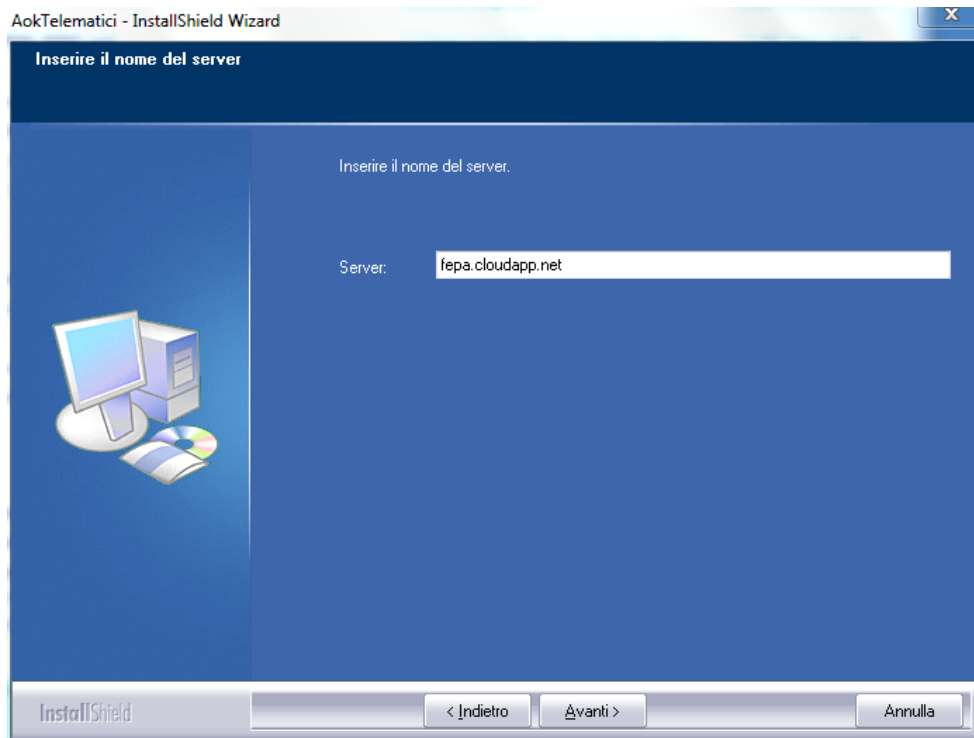 AokTelematici - InstallShield Wizard
Inserire il nome del server
Inserire il nome del server.
Server: fepa.cloudapp.net
InstallShield
< Indietro Avanti > Annulla